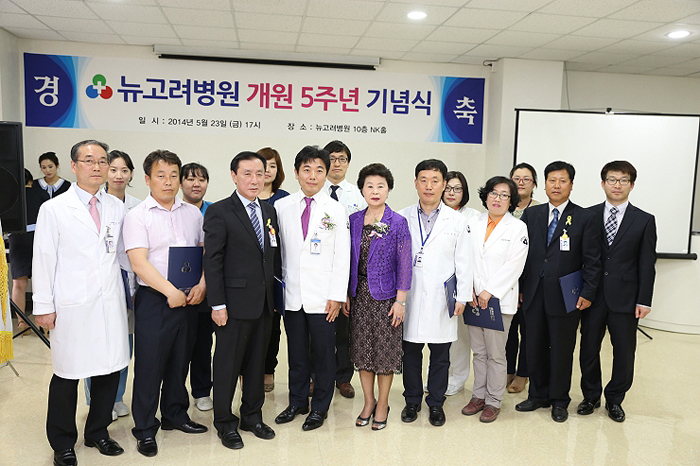 경 뉴고려병원 개원 5주년 기념식 축
일 시 : 2014년 5월 23일 (금) 17시 장 소 : 뉴고려병원 10층 NK홀